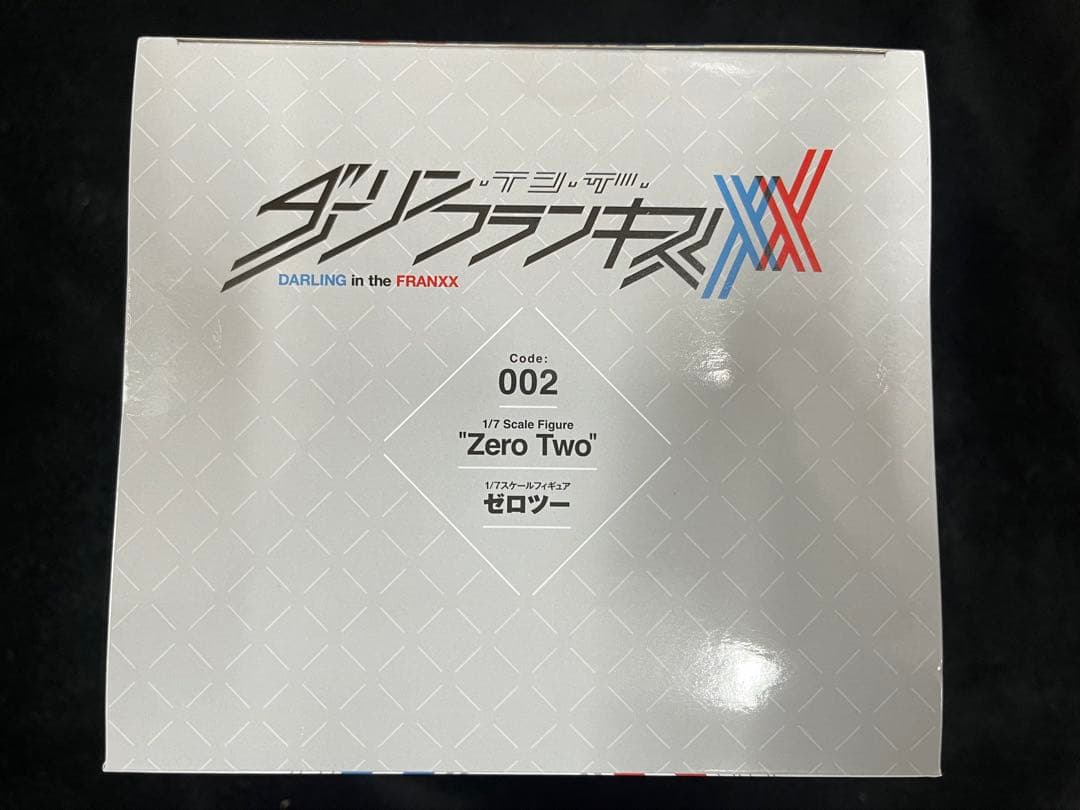 ダーリン・イン・ザ・
フランキス
DARLING in the FRANXX
Code:
002
1/7 Scale Figure
"Zero Two"
1/7スケールフィギュア
ゼロツー